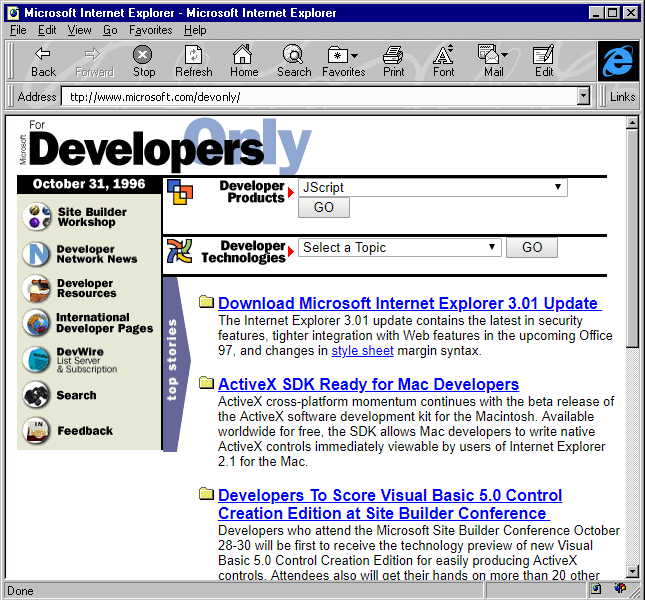 Microsoft Internet Explorer - Microsoft Internet Explorer
File Edit View Go Favorites Help
Back Forward Stop Refresh Home Search Favorites Print Font Mail Edit
Address ttp://www.microsoft.com/devonly/ Links
Microsoft
For
Developers Only
October 31, 1996
Site Builder
Workshop
Developer
Network News
Developer
Resources
International
Developer Pages
DevWire
List Server
& Subscription
Search
Feedback
Developer
Products
JScript
GO
Developer
Technologies
Select a Topic
GO
top stories
Download Microsoft Internet Explorer 3.01 Update
The Internet Explorer 3.01 update contains the latest in security
features, tighter integration with Web features in the upcoming Office
97, and changes in style sheet margin syntax.
ActiveX SDK Ready for Mac Developers
ActiveX cross-platform momentum continues with the beta release of
the ActiveX software development kit for the Macintosh. Available
worldwide for free, the SDK allows Mac developers to write native
ActiveX controls immediately viewable by users of Internet Explorer
2.1 for the Mac.
Developers To Score Visual Basic 5.0 Control
Creation Edition at Site Builder Conference
Developers who attend the Microsoft Site Builder Conference October
28-30 will be first to receive the technology preview of new Visual
Basic 5.0 Control Creation Edition for easily producing ActiveX
controls. Attendees also will get their hands on more than 20 other
Done